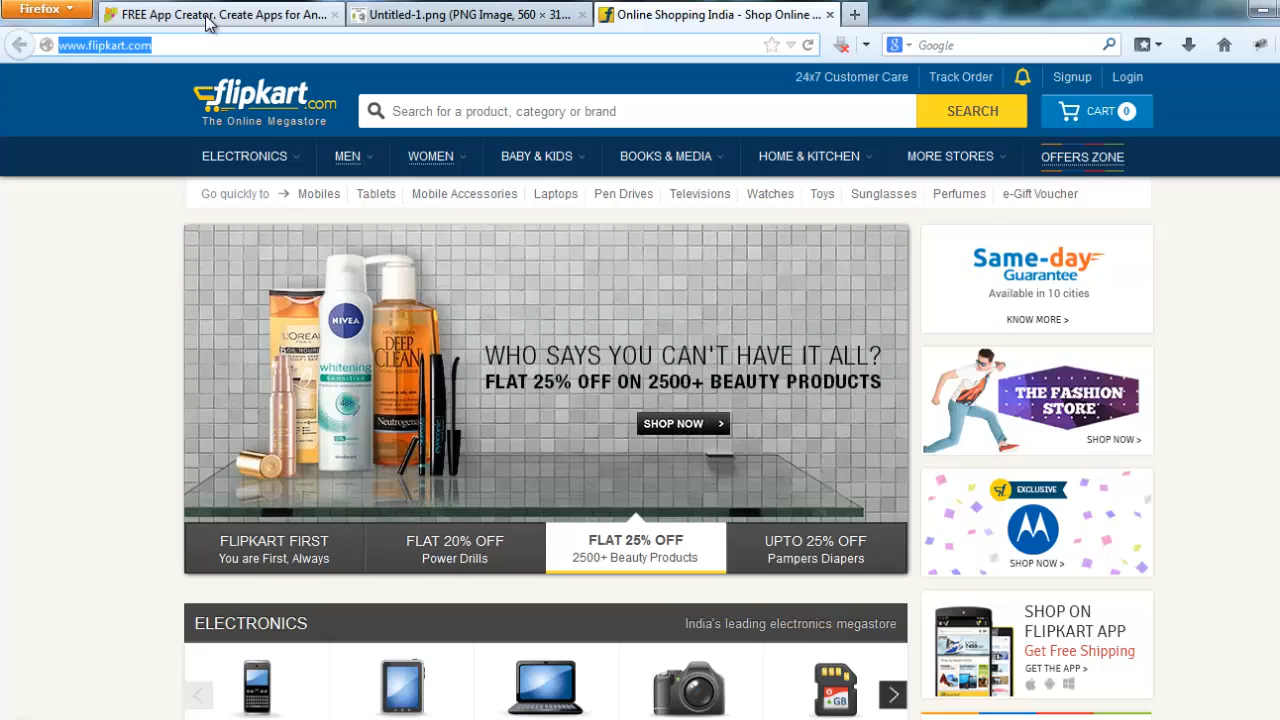 Firefox
FREE App Creator, Create Apps for An...
Untitled-1.png (PNG Image, 560 × 31...
Online Shopping India - Shop Online ...
www.flipkart.com
Google
24x7 Customer Care
Track Order
Signup
Login
flipkart.com
The Online Megastore
Search for a product, category or brand
SEARCH
CART 0
ELECTRONICS
MEN
WOMEN
BABY & KIDS
BOOKS & MEDIA
HOME & KITCHEN
MORE STORES
OFFERS ZONE
Go quickly to
Mobiles
Tablets
Mobile Accessories
Laptops
Pen Drives
Televisions
Watches
Toys
Sunglasses
Perfumes
e-Gift Voucher
L'OREAL
NIVEA
whitening
sensitive
48h
DEEP
CLEAN
Neutrogena
WHO SAYS YOU CAN'T HAVE IT ALL?
FLAT 25% OFF ON 2500+ BEAUTY PRODUCTS
SHOP NOW >
FLIPKART FIRST
You are First, Always
FLAT 20% OFF
Power Drills
FLAT 25% OFF
2500+ Beauty Products
UPTO 25% OFF
Pampers Diapers
Same-day
Guarantee
Available in 10 cities
KNOW MORE >
THE FASHION
STORE
SHOP NOW >
EXCLUSIVE
SHOP NOW >
SHOP ON
FLIPKART APP
Get Free Shipping
GET THE APP >
ELECTRONICS
India's leading electronics megastore
GB